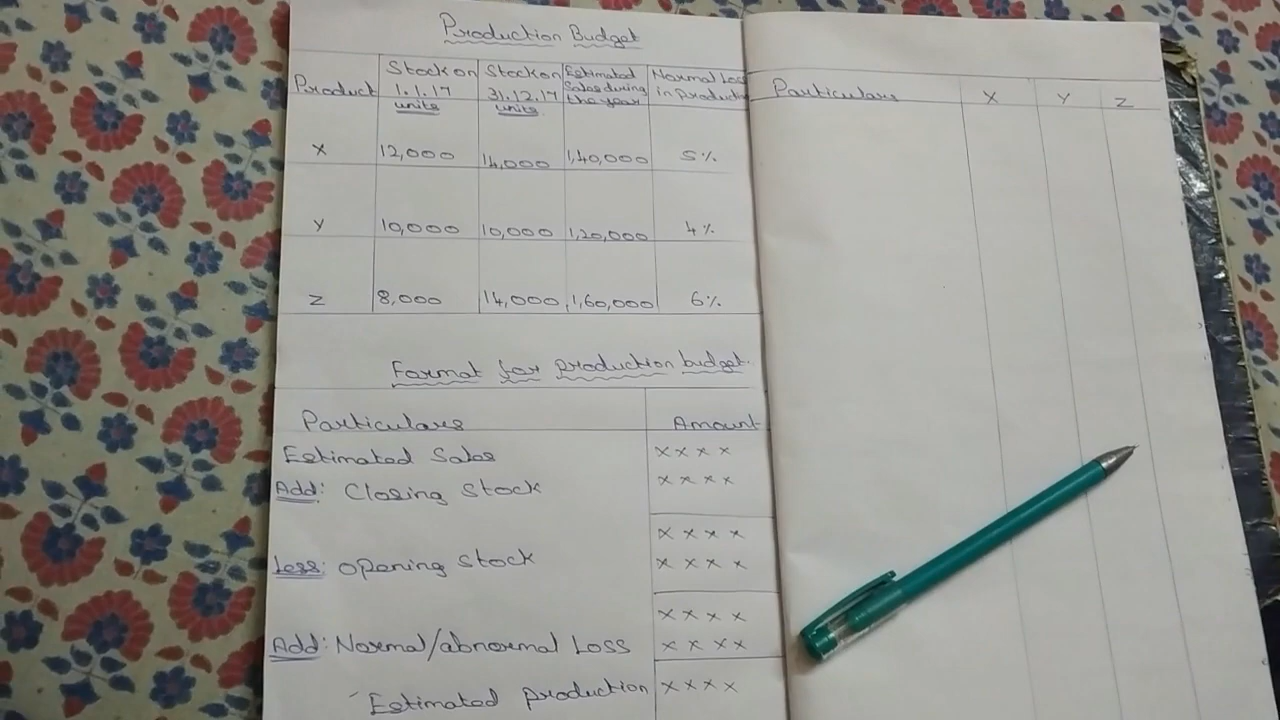 Production Budget
Product Stock on 1.1.17 units Stock on 31.12.17 units Estimated Sales during the year Normal Loss in production
X 12,000 14,000 1,40,000 5%
Y 10,000 10,000 1,20,000 4%
Z 8,000 14,000 1,60,000 6%
Format for production budget.
Particulars Amount
Estimated Sales xxxx
Add: Closing Stock xxxx
xxxx
Less: Opening Stock xxxx
xxxx
Add: Normal/abnormal Loss xxxx
Estimated production xxxx
Particulars X Y Z